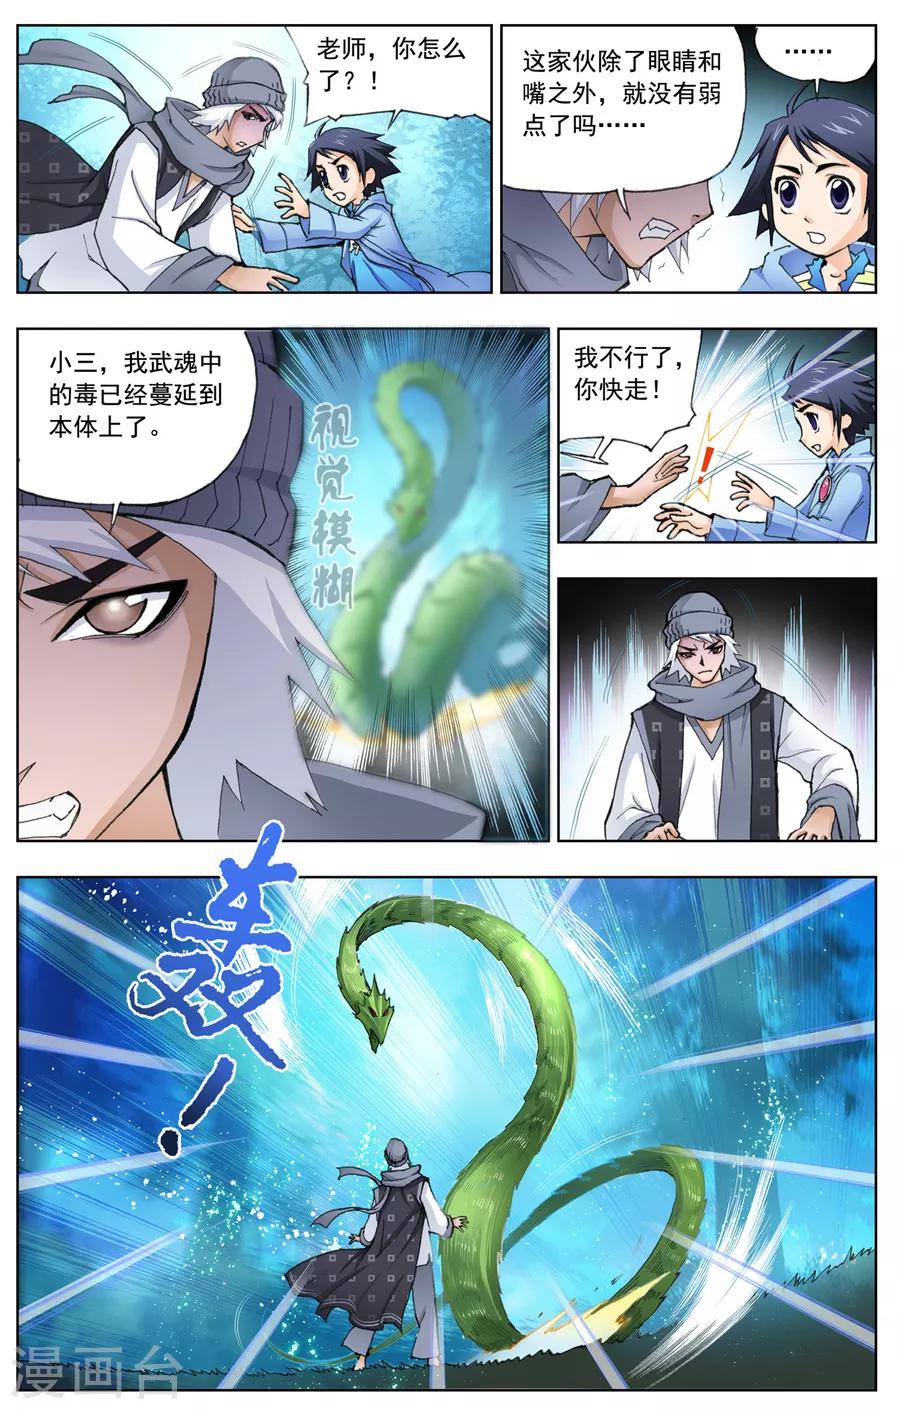 老师，你怎么
了？！
这家伙除了眼睛和
嘴之外，就没有弱
点了吗……
……
小三，我武魂中
的毒已经蔓延到
本体上了。
视觉模糊
我不行了，
你快走！
！
发！
漫画台